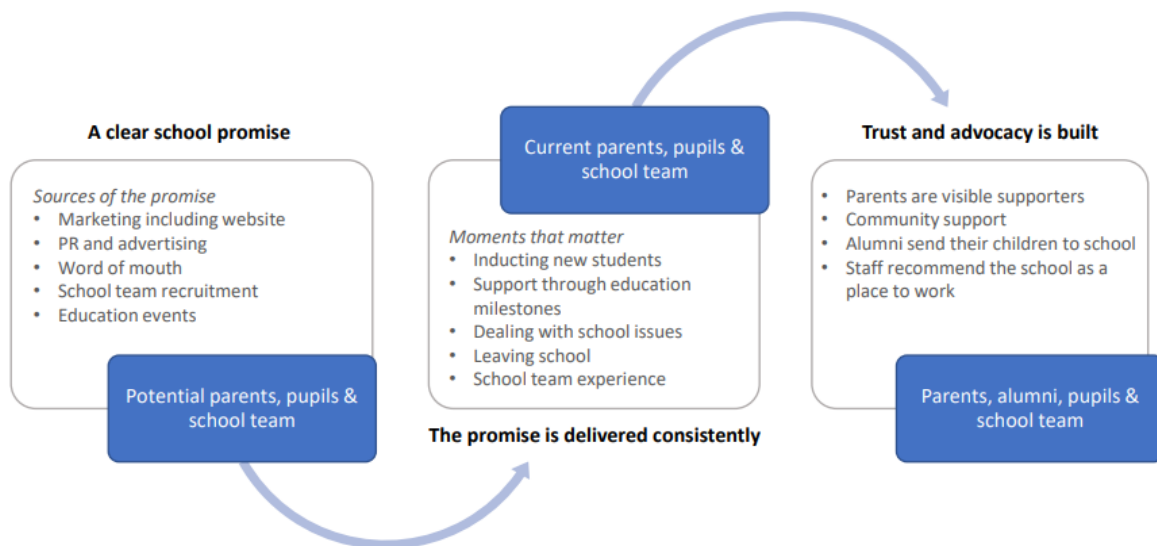 A clear school promise
Sources of the promise
• Marketing including website
• PR and advertising
• Word of mouth
• School team recruitment
• Education events
Potential parents, pupils &
school team
Current parents, pupils &
school team
Moments that matter
• Inducting new students
• Support through education
milestones
• Dealing with school issues
• Leaving school
• School team experience
The promise is delivered consistently
Trust and advocacy is built
• Parents are visible supporters
• Community support
• Alumni send their children to school
• Staff recommend the school as a
place to work
Parents, alumni, pupils &
school team